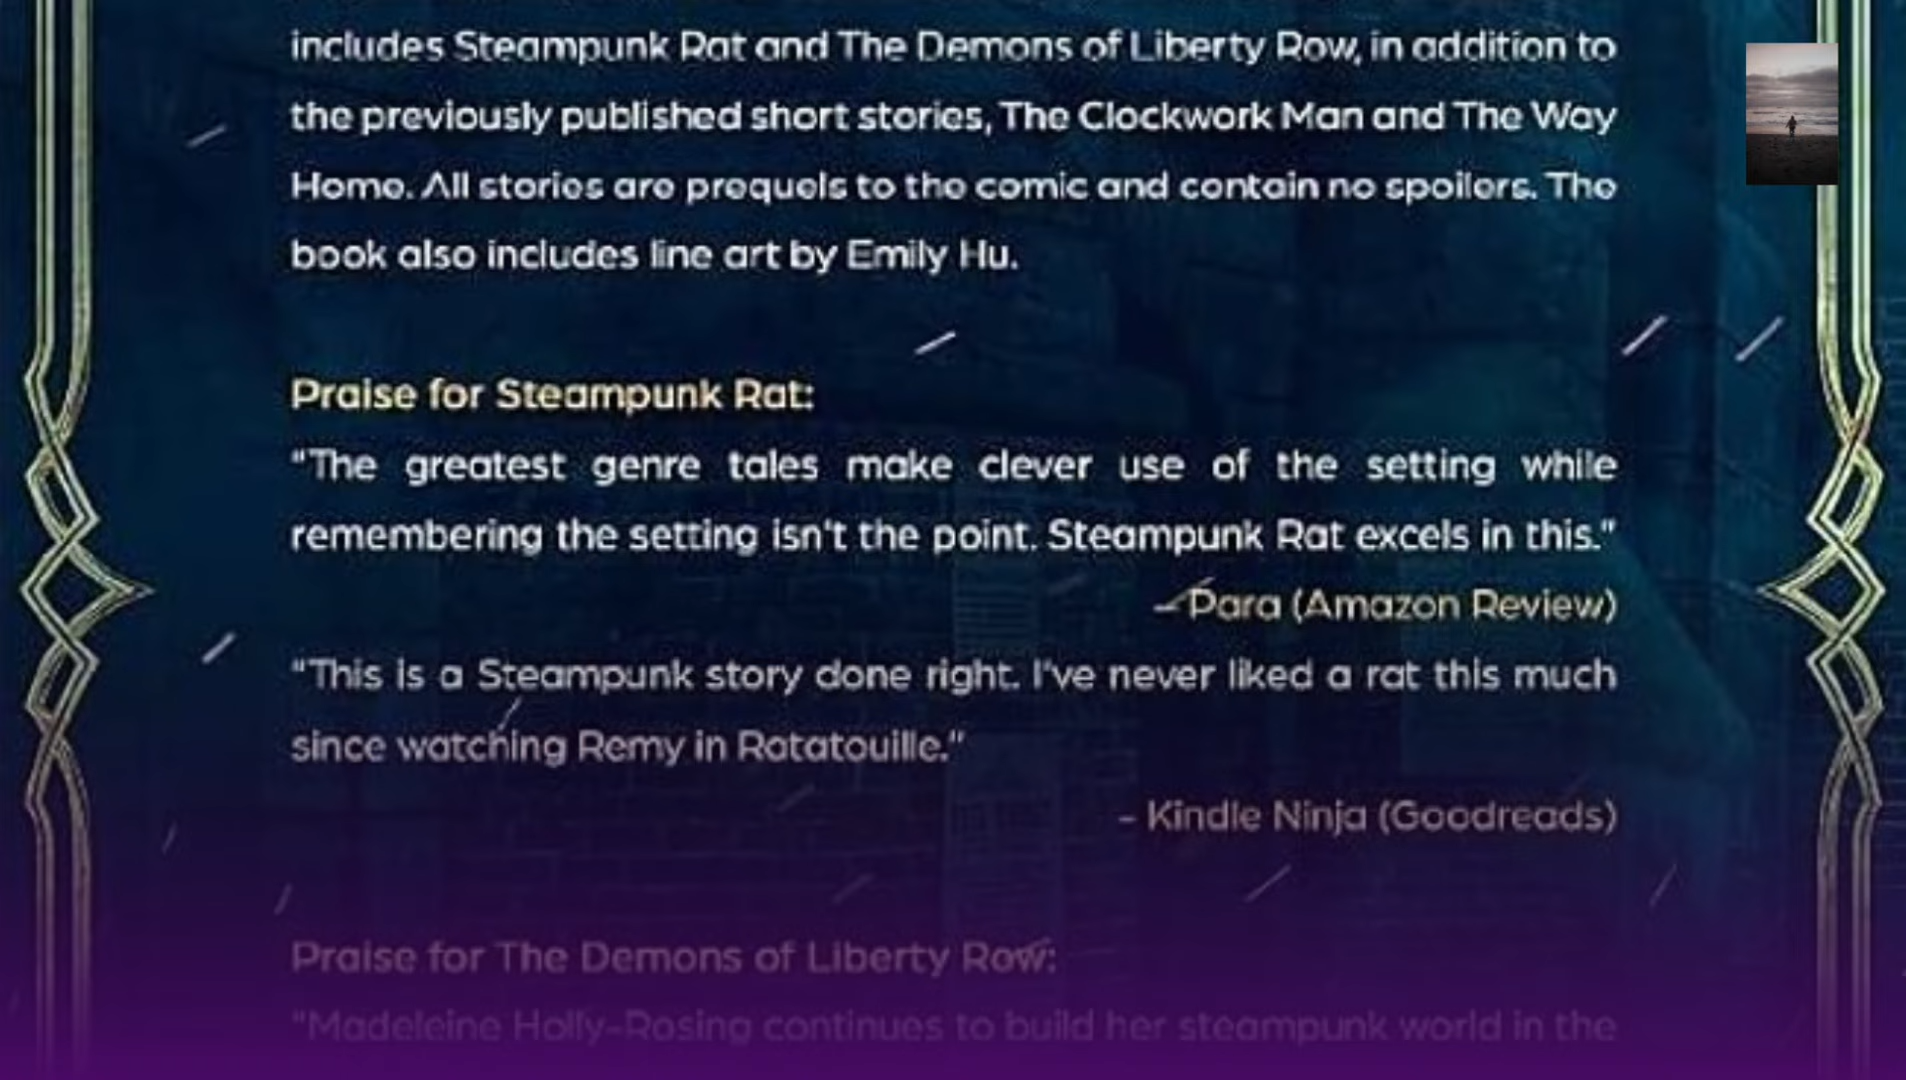 includes Steampunk Rat and The Demons of Liberty Row, in addition to
the previously published short stories, The Clockwork Man and The Way
Home. All stories are prequels to the comic and contain no spoilers. The
book also includes line art by Emily Hu.
Praise for Steampunk Rat:
"The greatest genre tales make clever use of the setting while
remembering the setting isn't the point. Steampunk Rat excels in this."
– Para (Amazon Review)
"This is a Steampunk story done right. I've never liked a rat this much
since watching Remy in Ratatouille."
- Kindle Ninja (Goodreads)
Praise for The Demons of Liberty Row:
"Madeleine Holly-Rosing continues to build her steampunk world in the